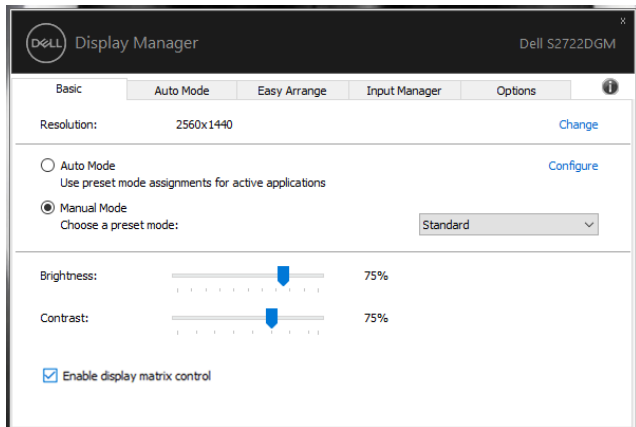 DELL Display Manager
x
Dell S2722DGM
Basic Auto Mode Easy Arrange Input Manager Options i
Resolution: 2560x1440 Change
Auto Mode Configure
Use preset mode assignments for active applications
Manual Mode
Choose a preset mode: Standard
Brightness: 75%
Contrast: 75%
Enable display matrix control